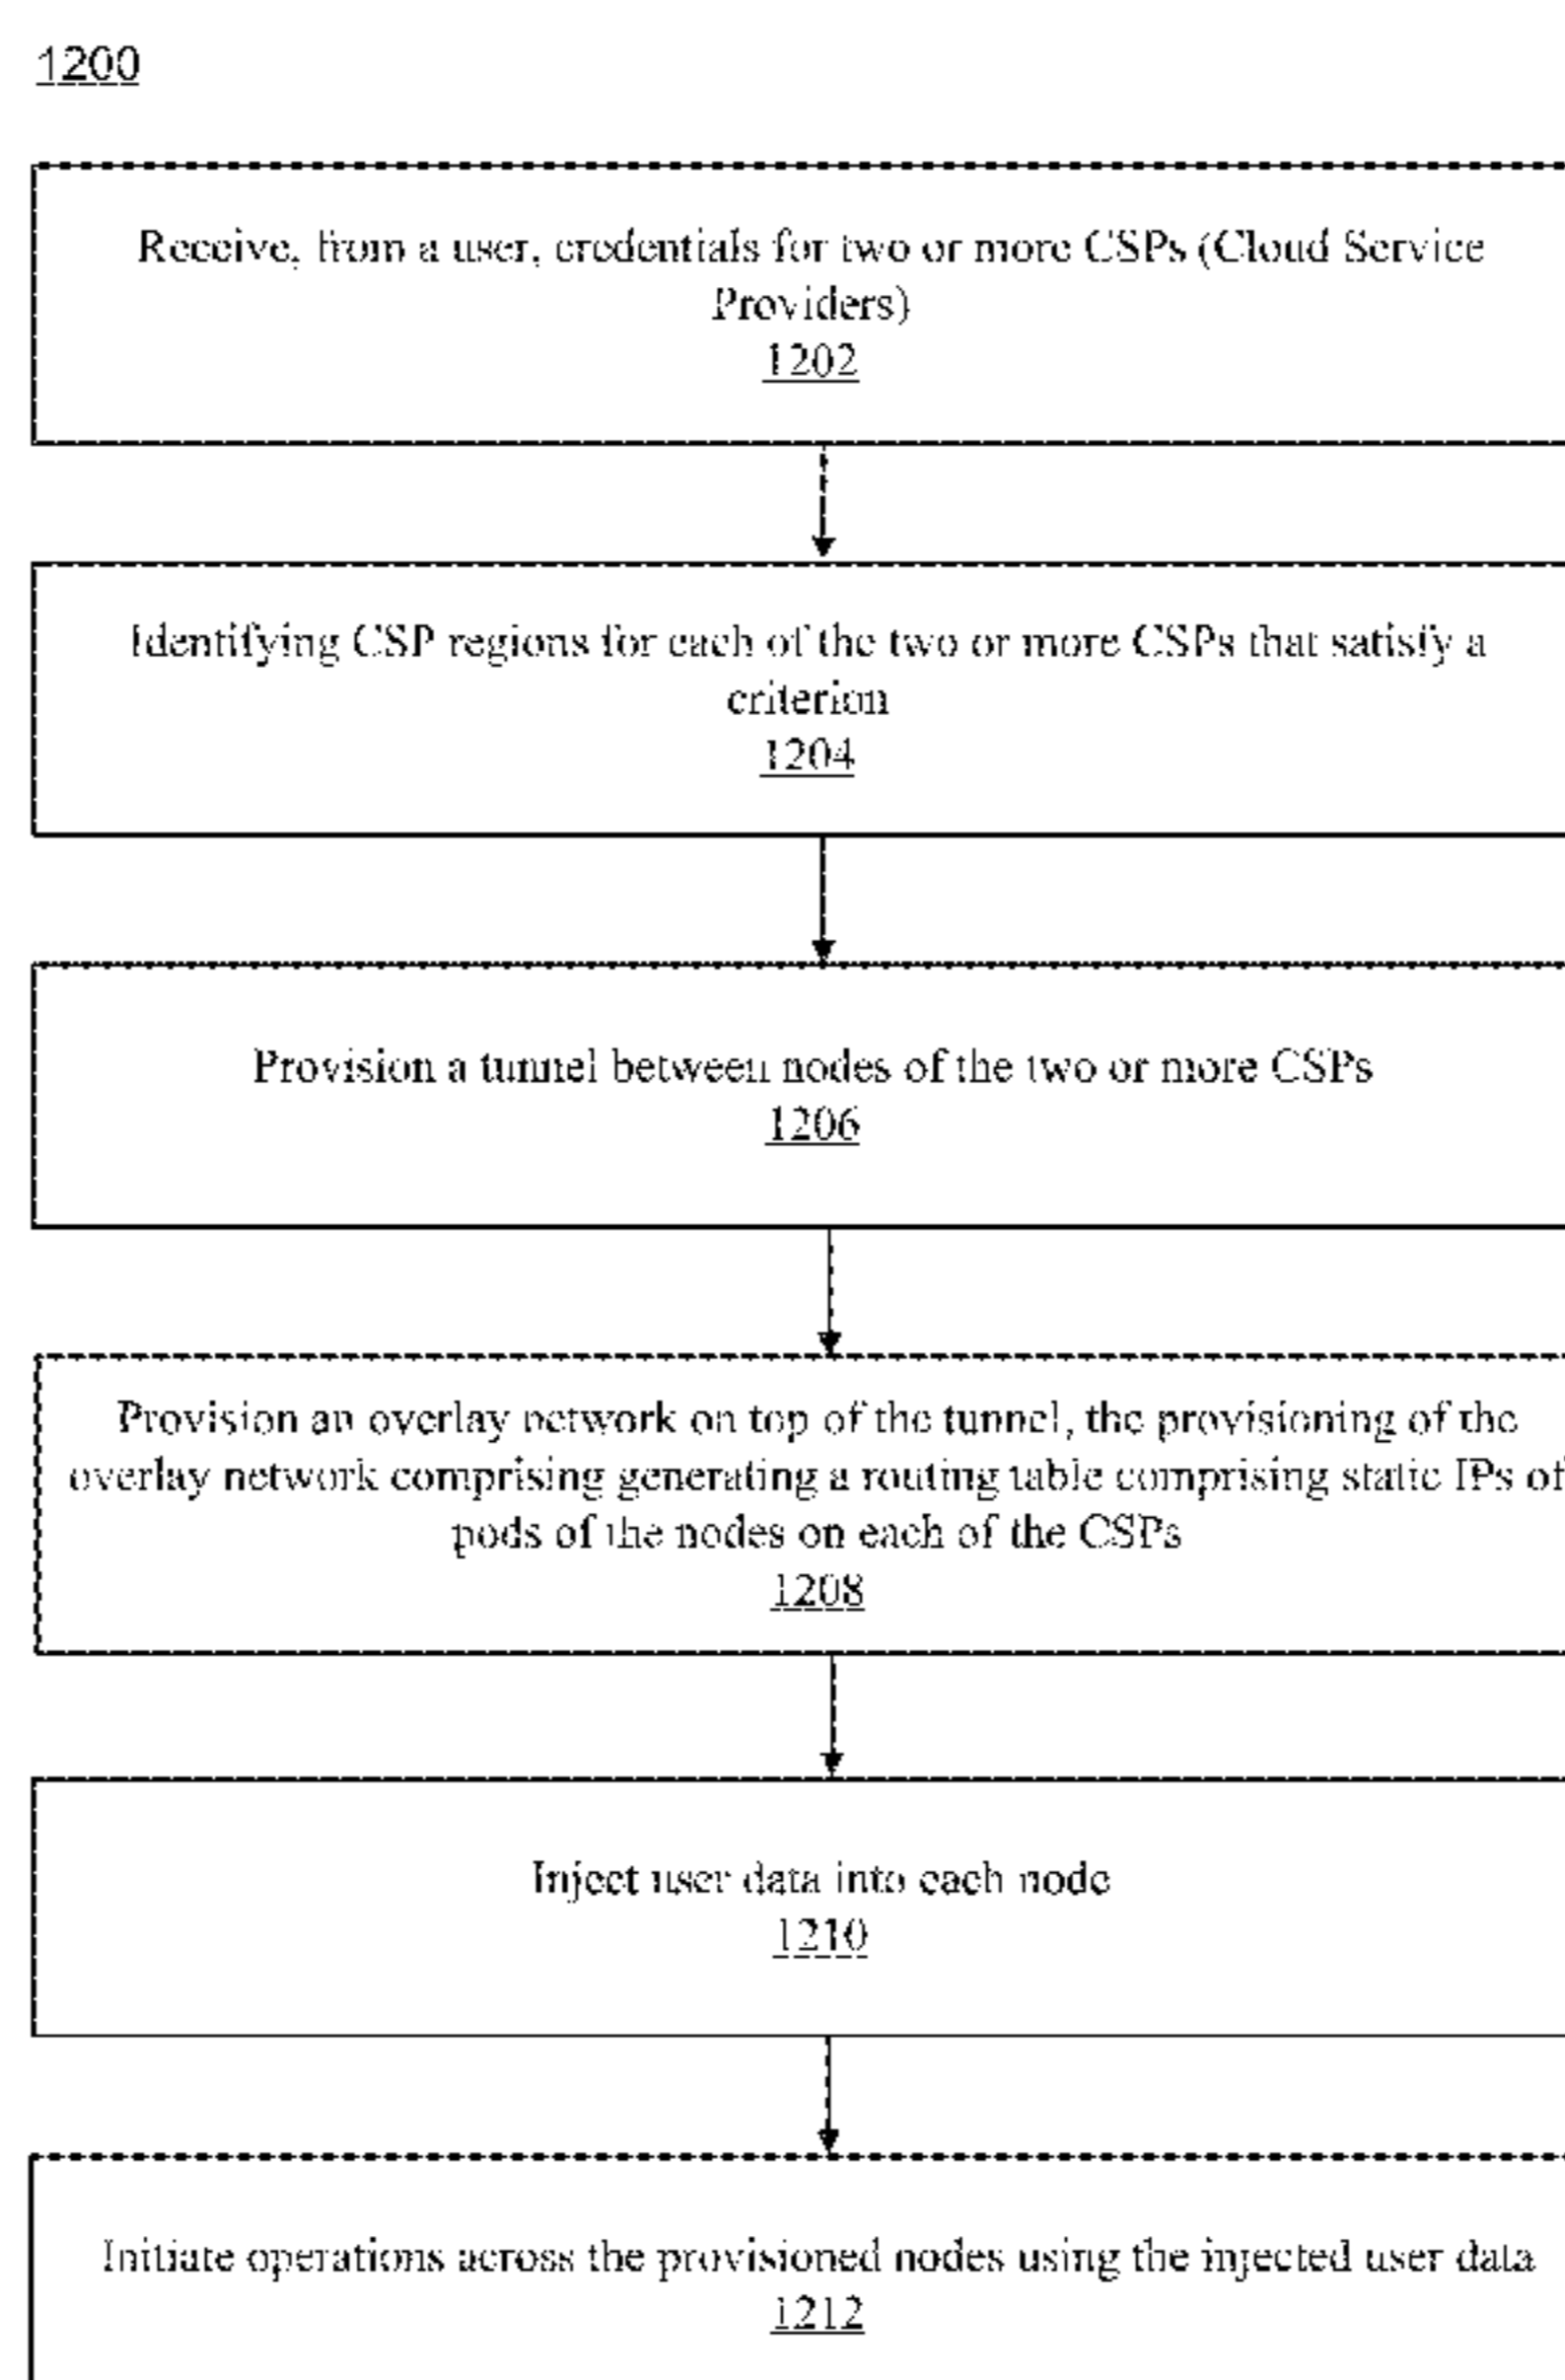 1200
Receive, from a user, credentials for two or more CSPs (Cloud Service
Providers)
1202
Identifying CSP regions for each of the two or more CSPs that satisfy a
criterion
1204
Provision a tunnel between nodes of the two or more CSPs
1206
Provision an overlay network on top of the tunnel, the provisioning of the
overlay network comprising generating a routing table comprising static IPs of
pods of the nodes on each of the CSPs
1208
Inject user data into each node
1210
Initiate operations across the provisioned nodes using the injected user data
1212